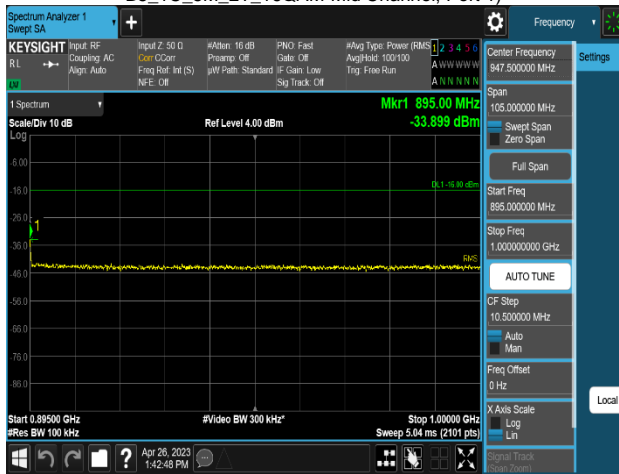 Spectrum Analyzer 1
Swept SA
Frequency
KEYSIGHT
Input: RF
Input Z: 50 Ω
#Atten: 16 dB
PNO: Fast
#Avg Type: Power (RMS
1 2 3 4 5 6
RL
Coupling: AC
Corr CCorr
Preamp: Off
Gate: Off
Avg|Hold: 100/100
A W W W W W
Align: Auto
Freq Ref: Int (S)
µW Path: Standard
IF Gain: Low
Trig: Free Run
NFE: Off
Sig Track: Off
A N N N N N
1 Spectrum
Mkr1 895.00 MHz
Scale/Div 10 dB
Ref Level 4.00 dBm
-33.899 dBm
Log
-6.00
-16.0
DL1 -16.00 dBm
-26.0
1
-36.0
RMS
-46.0
-56.0
-66.0
-76.0
-86.0
Start 0.89500 GHz
#Video BW 300 kHz*
Stop 1.00000 GHz
#Res BW 100 kHz
Sweep 5.04 ms (2101 pts)
Center Frequency
947.500000 MHz
Settings
Span
105.000000 MHz
Swept Span
Zero Span
Full Span
Start Freq
895.000000 MHz
Stop Freq
1.000000000 GHz
AUTO TUNE
CF Step
10.500000 MHz
Auto
Man
Freq Offset
0 Hz
X Axis Scale
Log
Lin
Local
Signal Track
(Span Zoom)
?
Apr 26, 2023
1:42:48 PM